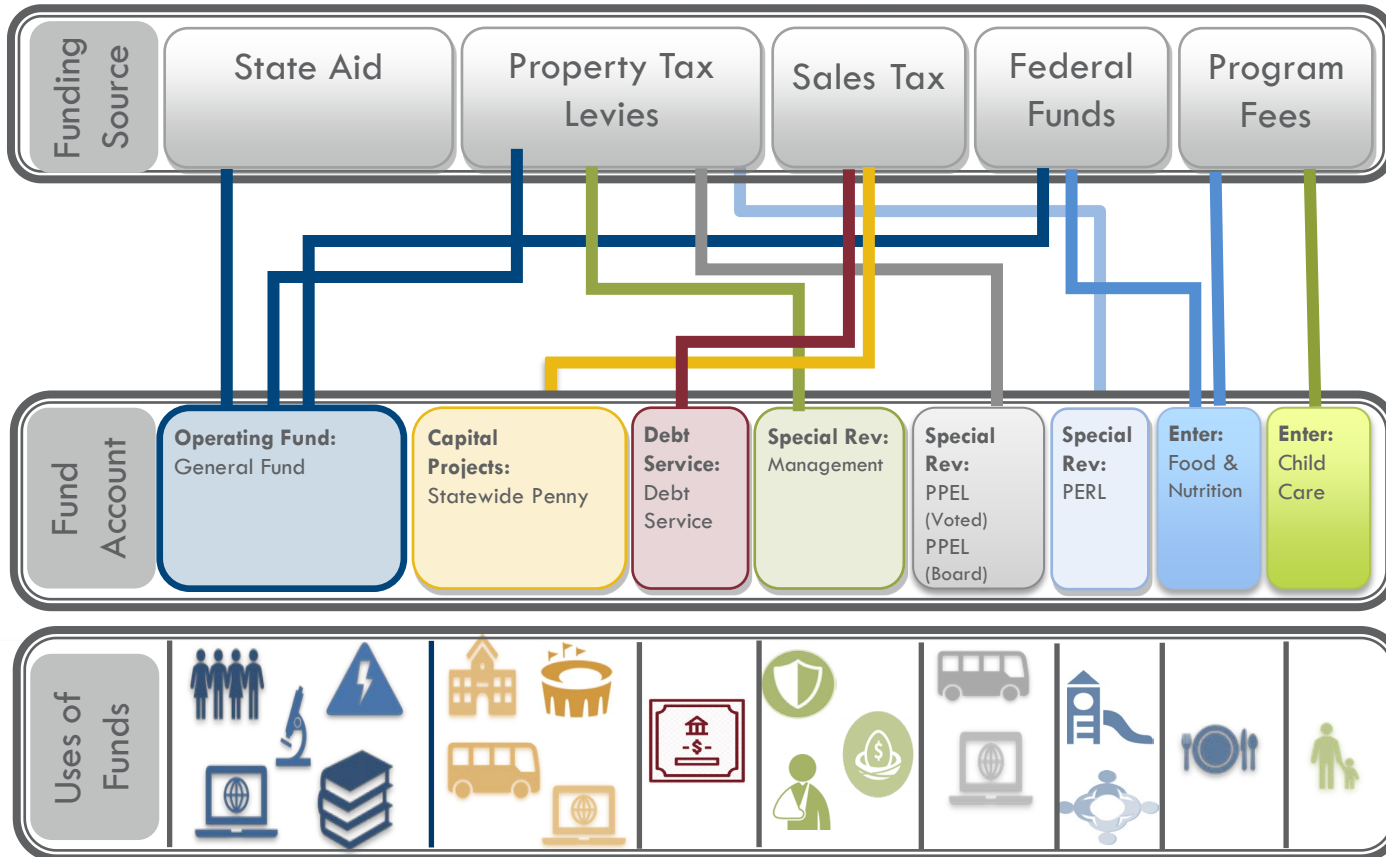 Funding
Source
State Aid
Property Tax
Levies
Sales Tax
Federal
Funds
Program
Fees
Fund
Account
Operating Fund:
General Fund
Capital
Projects:
Statewide Penny
Debt
Service:
Debt
Service
Special Rev:
Management
Special
Rev:
PPEL
(Voted)
PPEL
(Board)
Special
Rev:
PERL
Enter:
Food &
Nutrition
Enter:
Child
Care
Uses of
Funds
-$-
$